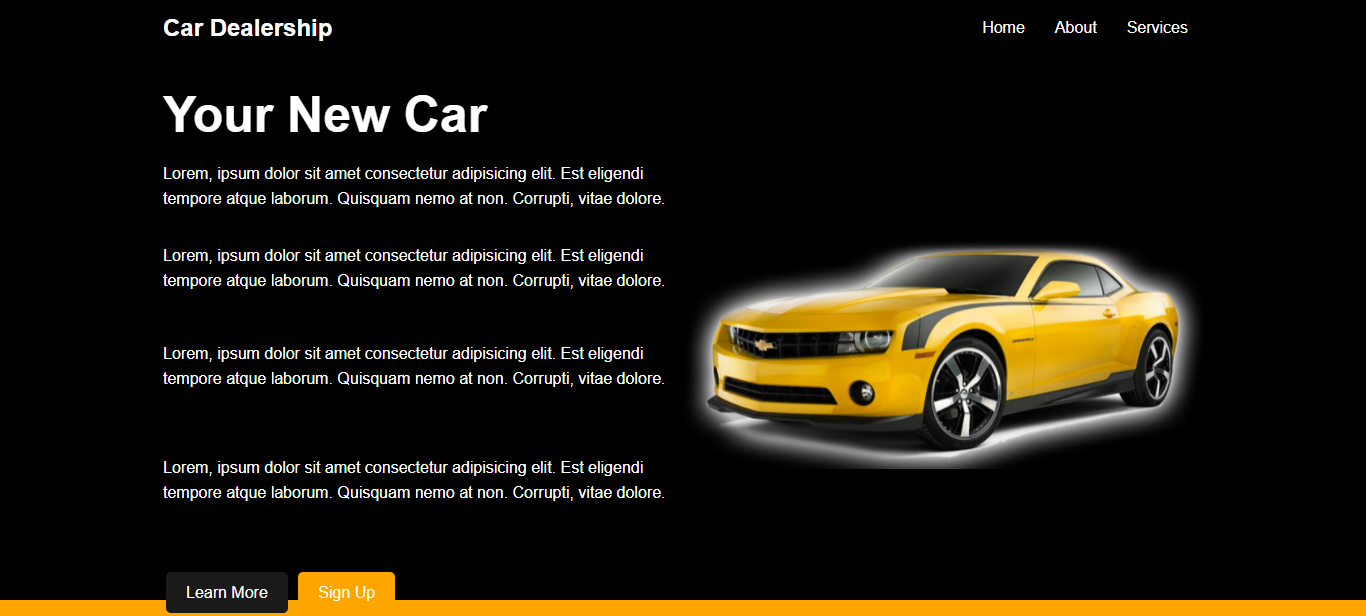 Car Dealership
Home About Services
Your New Car
Lorem, ipsum dolor sit amet consectetur adipisicing elit. Est eligendi
tempore atque laborum. Quisquam nemo at non. Corrupti, vitae dolore.
Lorem, ipsum dolor sit amet consectetur adipisicing elit. Est eligendi
tempore atque laborum. Quisquam nemo at non. Corrupti, vitae dolore.
Lorem, ipsum dolor sit amet consectetur adipisicing elit. Est eligendi
tempore atque laborum. Quisquam nemo at non. Corrupti, vitae dolore.
Lorem, ipsum dolor sit amet consectetur adipisicing elit. Est eligendi
tempore atque laborum. Quisquam nemo at non. Corrupti, vitae dolore.
Learn More Sign Up